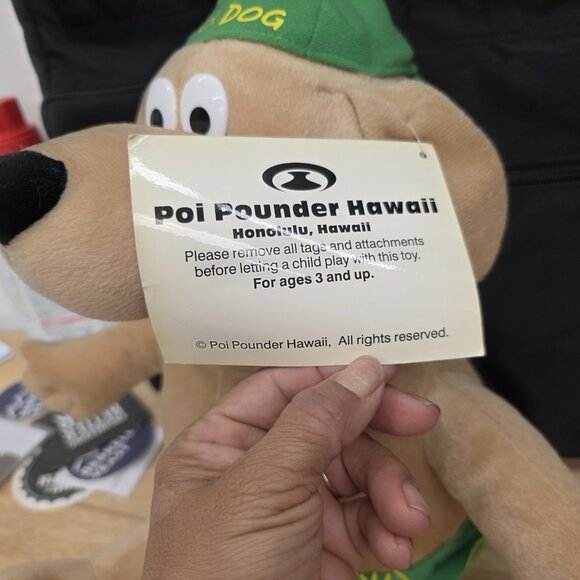 DOG
Poi Pounder Hawaii
Honolulu, Hawaii
Please remove all tags and attachments
before letting a child play with this toy.
For ages 3 and up.
© Poi Pounder Hawaii, All rights reserved.